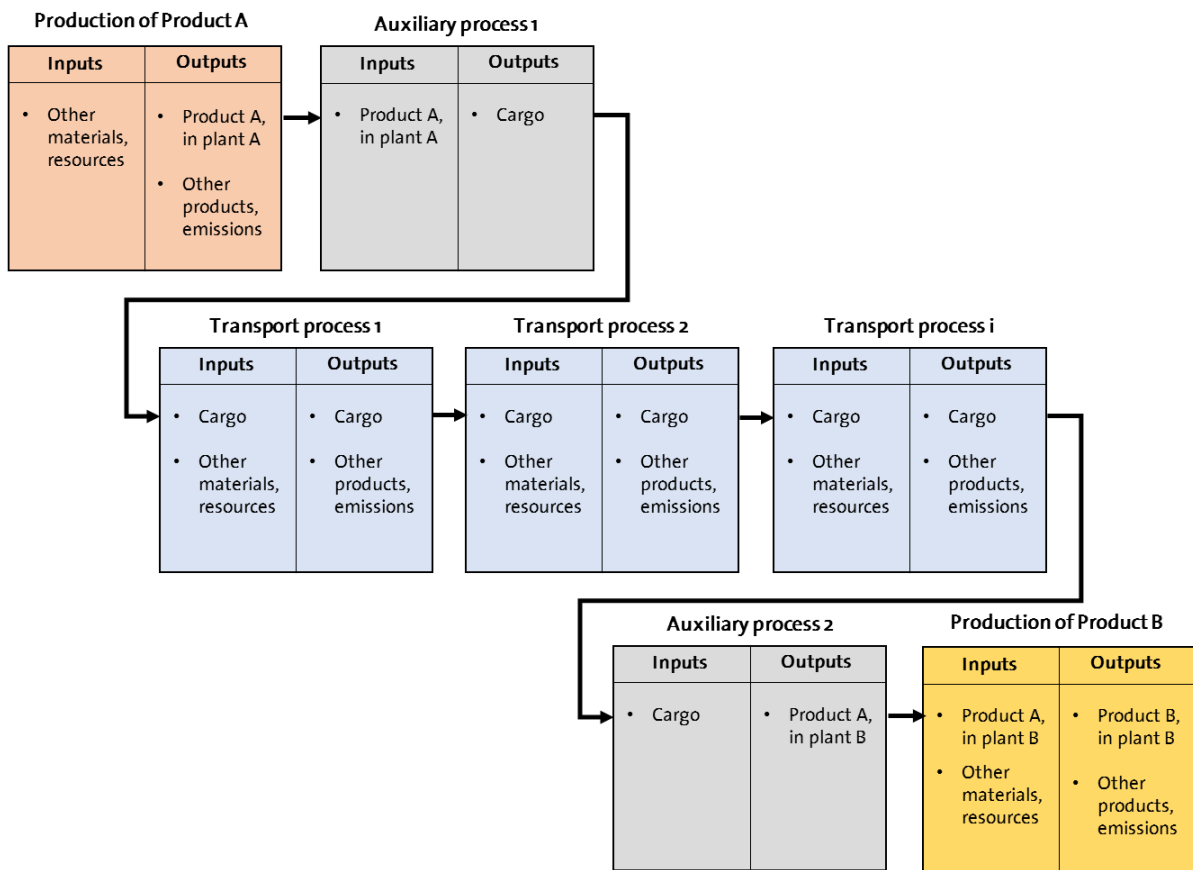 Production of Product A
Auxiliary process 1
Inputs
Outputs
• Other
materials,
resources
• Product A,
in plant A
• Other
products,
emissions
Inputs
Outputs
• Product A,
in plant A
• Cargo
Transport process 1
Transport process 2
Transport process i
Inputs
Outputs
• Cargo
• Other
materials,
resources
• Cargo
• Other
products,
emissions
Inputs
Outputs
• Cargo
• Other
materials,
resources
• Cargo
• Other
products,
emissions
Inputs
Outputs
• Cargo
• Other
materials,
resources
• Cargo
• Other
products,
emissions
Auxiliary process 2
Production of Product B
Inputs
Outputs
• Cargo
• Product A,
in plant B
Inputs
Outputs
• Product A,
in plant B
• Other
materials,
resources
• Product B,
in plant B
• Other
products,
emissions